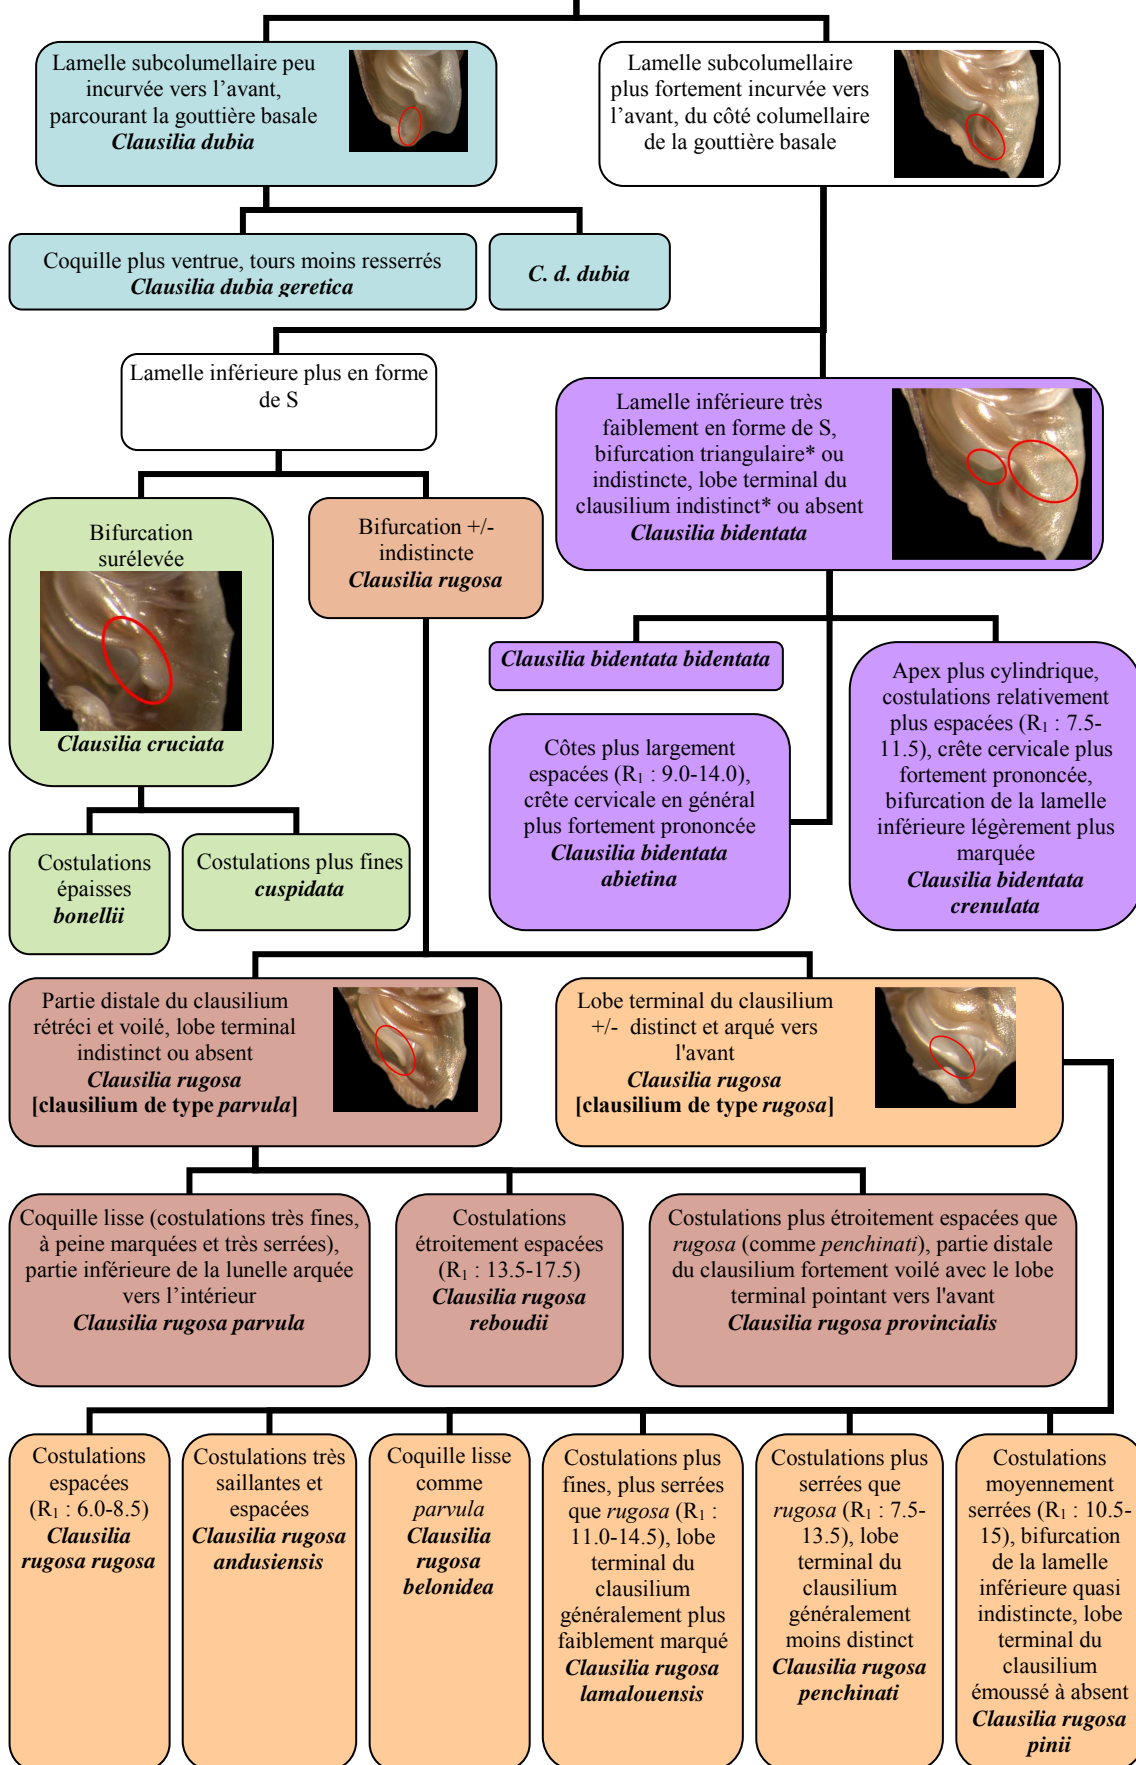 Lamelle subcolumellaire peu
incurvée vers l'avant,
parcourant la gouttière basale
Clausilia dubia
Lamelle subcolumellaire
plus fortement incurvée vers
l'avant, du côté columellaire
de la gouttière basale
Coquille plus ventrue, tours moins resserrés
Clausilia dubia geretica
C. d. dubia
Lamelle inférieure plus en forme
de S
Lamelle inférieure très
faiblement en forme de S,
bifurcation triangulaire* ou
indistincte, lobe terminal du
clausilium indistinct* ou absent
Clausilia bidentata
Bifurcation
surélevée
Clausilia cruciata
Bifurcation +/-
indistincte
Clausilia rugosa
Clausilia bidentata bidentata
Côtes plus largement
espacées (R₁ : 9.0-14.0),
crête cervicale en général
plus fortement prononcée
Clausilia bidentata
abietina
Apex plus cylindrique,
costulations relativement
plus espacées (R₁ : 7.5-
11.5), crête cervicale plus
fortement prononcée,
bifurcation de la lamelle
inférieure légèrement plus
marquée
Clausilia bidentata
crenulata
Costulations
épaisses
bonellii
Costulations plus fines
cuspidata
Partie distale du clausilium
rétréci et voilé, lobe terminal
indistinct ou absent
Clausilia rugosa
[clausilium de type parvula]
Lobe terminal du clausilium
+/- distinct et arqué vers
l'avant
Clausilia rugosa
[clausilium de type rugosa]
Coquille lisse (costulations très fines,
à peine marquées et très serrées),
partie inférieure de la lunelle arquée
vers l'intérieur
Clausilia rugosa parvula
Costulations
étroitement espacées
(R₁ : 13.5-17.5)
Clausilia rugosa
reboudii
Costulations plus étroitement espacées que
rugosa (comme penchinati), partie distale
du clausilium fortement voilé avec le lobe
terminal pointant vers l'avant
Clausilia rugosa provincialis
Costulations
espacées
(R₁ : 6.0-8.5)
Clausilia
rugosa rugosa
Costulations très
saillantes et
espacées
Clausilia rugosa
andusiensis
Coquille lisse
comme
parvula
Clausilia
rugosa
belonidea
Costulations plus
fines, plus serrées
que rugosa (R₁ :
11.0-14.5), lobe
terminal du
clausilium
généralement plus
faiblement marqué
Clausilia rugosa
lamalouensis
Costulations plus
serrées que
rugosa (R₁ : 7.5-
13.5), lobe
terminal du
clausilium
généralement
moins distinct
Clausilia rugosa
penchinati
Costulations
moyennement
serrées (R₁ : 10.5-
15), bifurcation
de la lamelle
inférieure quasi
indistincte, lobe
terminal du
clausilium
émoussé à absent
Clausilia rugosa
pinii